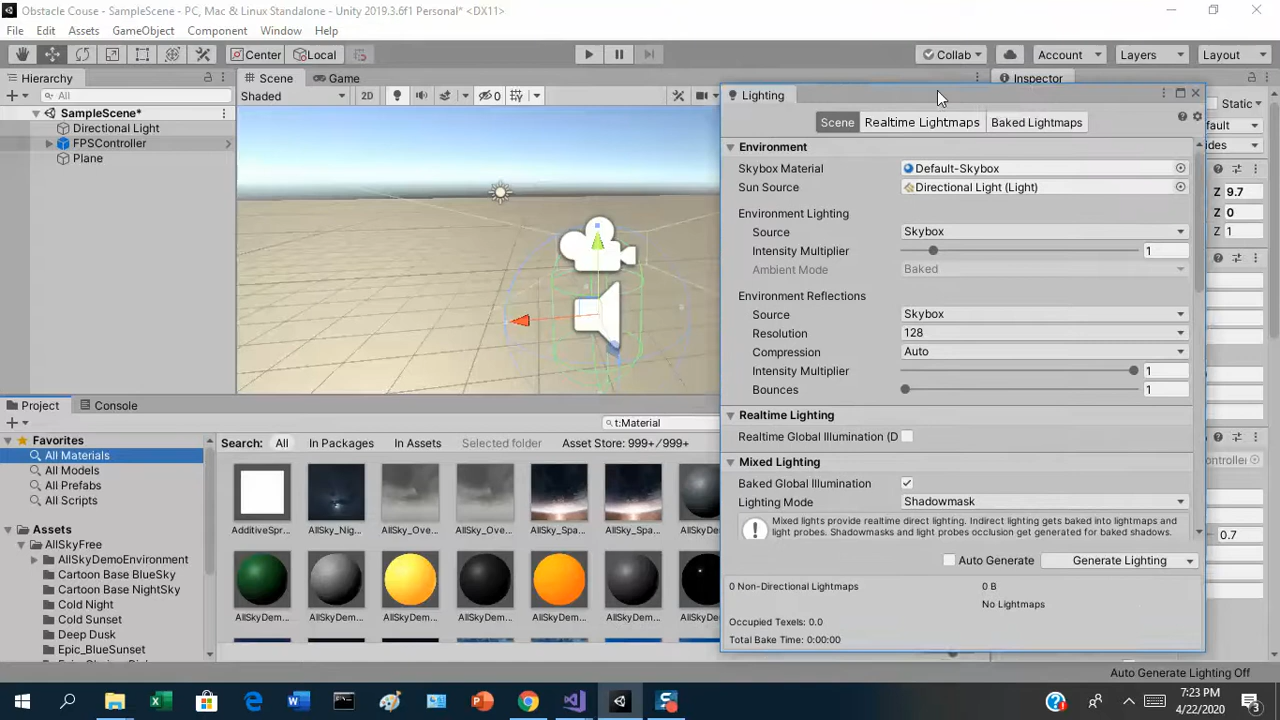 Obstacle Couse - SampleScene - PC, Mac & Linux Standalone - Unity 2019.3.6f1 Personal* <DX11>
File Edit Assets GameObject Component Window Help
Center Local Collab Account Layers Layout
Hierarchy Scene Game Inspector
All Shaded 2D 0
Lighting Static
SampleScene*
Directional Light
FPSController
Plane
Scene Realtime Lightmaps Baked Lightmaps
Environment
Skybox Material Default-Skybox
Sun Source Directional Light (Light)
Z 9.7
Z 0
Z 1
Environment Lighting
Source Skybox
Intensity Multiplier 1
Ambient Mode Baked
Environment Reflections
Source Skybox
Resolution 128
Compression Auto
Intensity Multiplier 1
Bounces 1
Realtime Lighting
Realtime Global Illumination (D
Mixed Lighting
Baked Global Illumination
Lighting Mode Shadowmask
Mixed lights provide realtime direct lighting. Indirect lighting gets baked into lightmaps and
light probes. Shadowmasks and light probes occlusion get generated for baked shadows.
0.7
Auto Generate Generate Lighting
0 Non-Directional Lightmaps 0 B
No Lightmaps
Occupied Texels: 0.0
Total Bake Time: 0:00:00
Project Console
t:Material
Favorites
All Materials
All Models
All Prefabs
All Scripts
Assets
AllSkyFree
AllSkyDemoEnvironment
Cartoon Base BlueSky
Cartoon Base NightSky
Cold Night
Cold Sunset
Deep Dusk
Epic_BlueSunset
Search: All In Packages In Assets Selected folder Asset Store: 999+/999+
AdditiveSpr... AllSky_Nig... AllSky_Ove... AllSky_Ove... AllSky_Spa... AllSky_Spa... AllSkyDem...
AllSkyDem... AllSkyDem... AllSkyDem... AllSkyDem... AllSkyDem... AllSkyDem... AllSkyDem...
Auto Generate Lighting Off
7:23 PM
4/22/2020
3